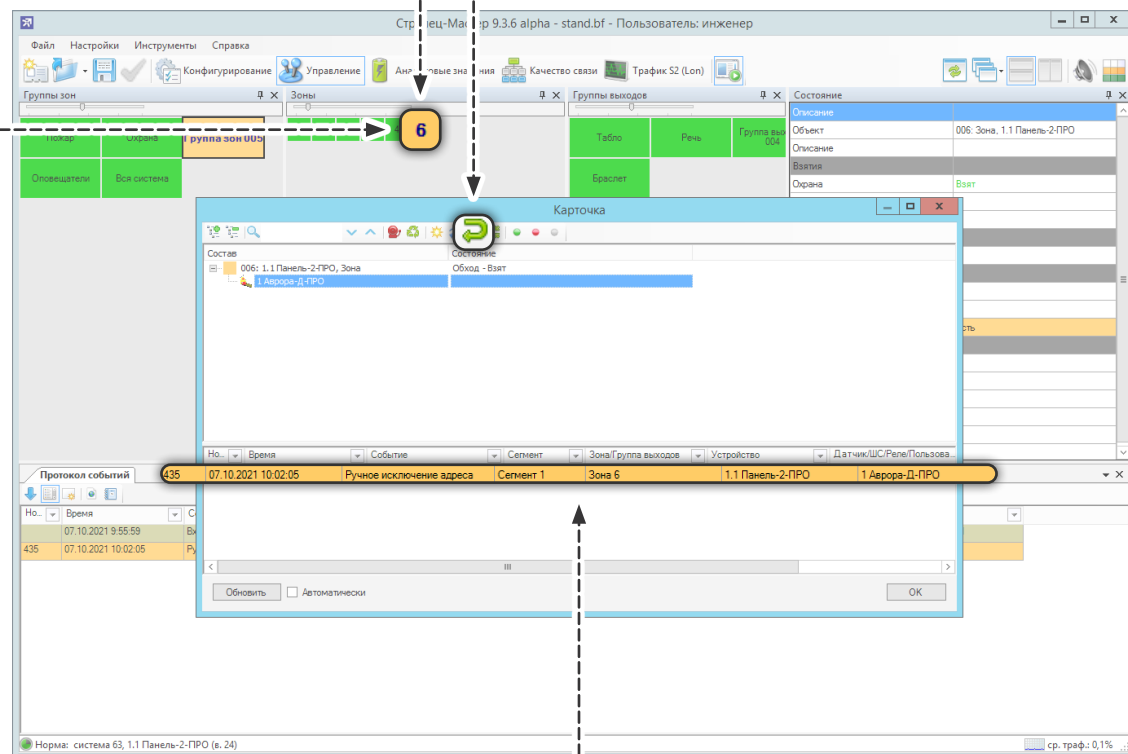 Стрелец-Мастер 9.3.6 alpha - stand.bf - Пользователь: инженер
Файл Настройки Инструменты Справка
Конфигурирование Управление Аналоговые значения Качество связи Трафик S2 (Lon)
Группы зон Зоны Группы выходов Состояние
Описание
Пожар Охрана Группа зон 005 6 Табло Речь Группа вых 004 Объект 006: Зона, 1.1 Панель-2-ПРО
Описание
Взятия
Оповещатели Вся система Браслет Охрана Взят
Карточка
Состав Состояние
006: 1.1 Панель-2-ПРО, Зона Обход - Взят
1 Аврора-Д-ПРО
сть
Но... Время Событие Сегмент Зона/Группа выходов Устройство Датчик/ШС/Реле/Пользова...
435 07.10.2021 10:02:05 Ручное исключение адреса Сегмент 1 Зона 6 1.1 Панель-2-ПРО 1 Аврора-Д-ПРО
Протокол событий
Но... Время С
07.10.2021 9:55:59 Вх
435 07.10.2021 10:02:05 Ру
Обновить Автоматически OK
Норма: система 63, 1.1 Панель-2-ПРО (в. 24) ср. траф.: 0,1%